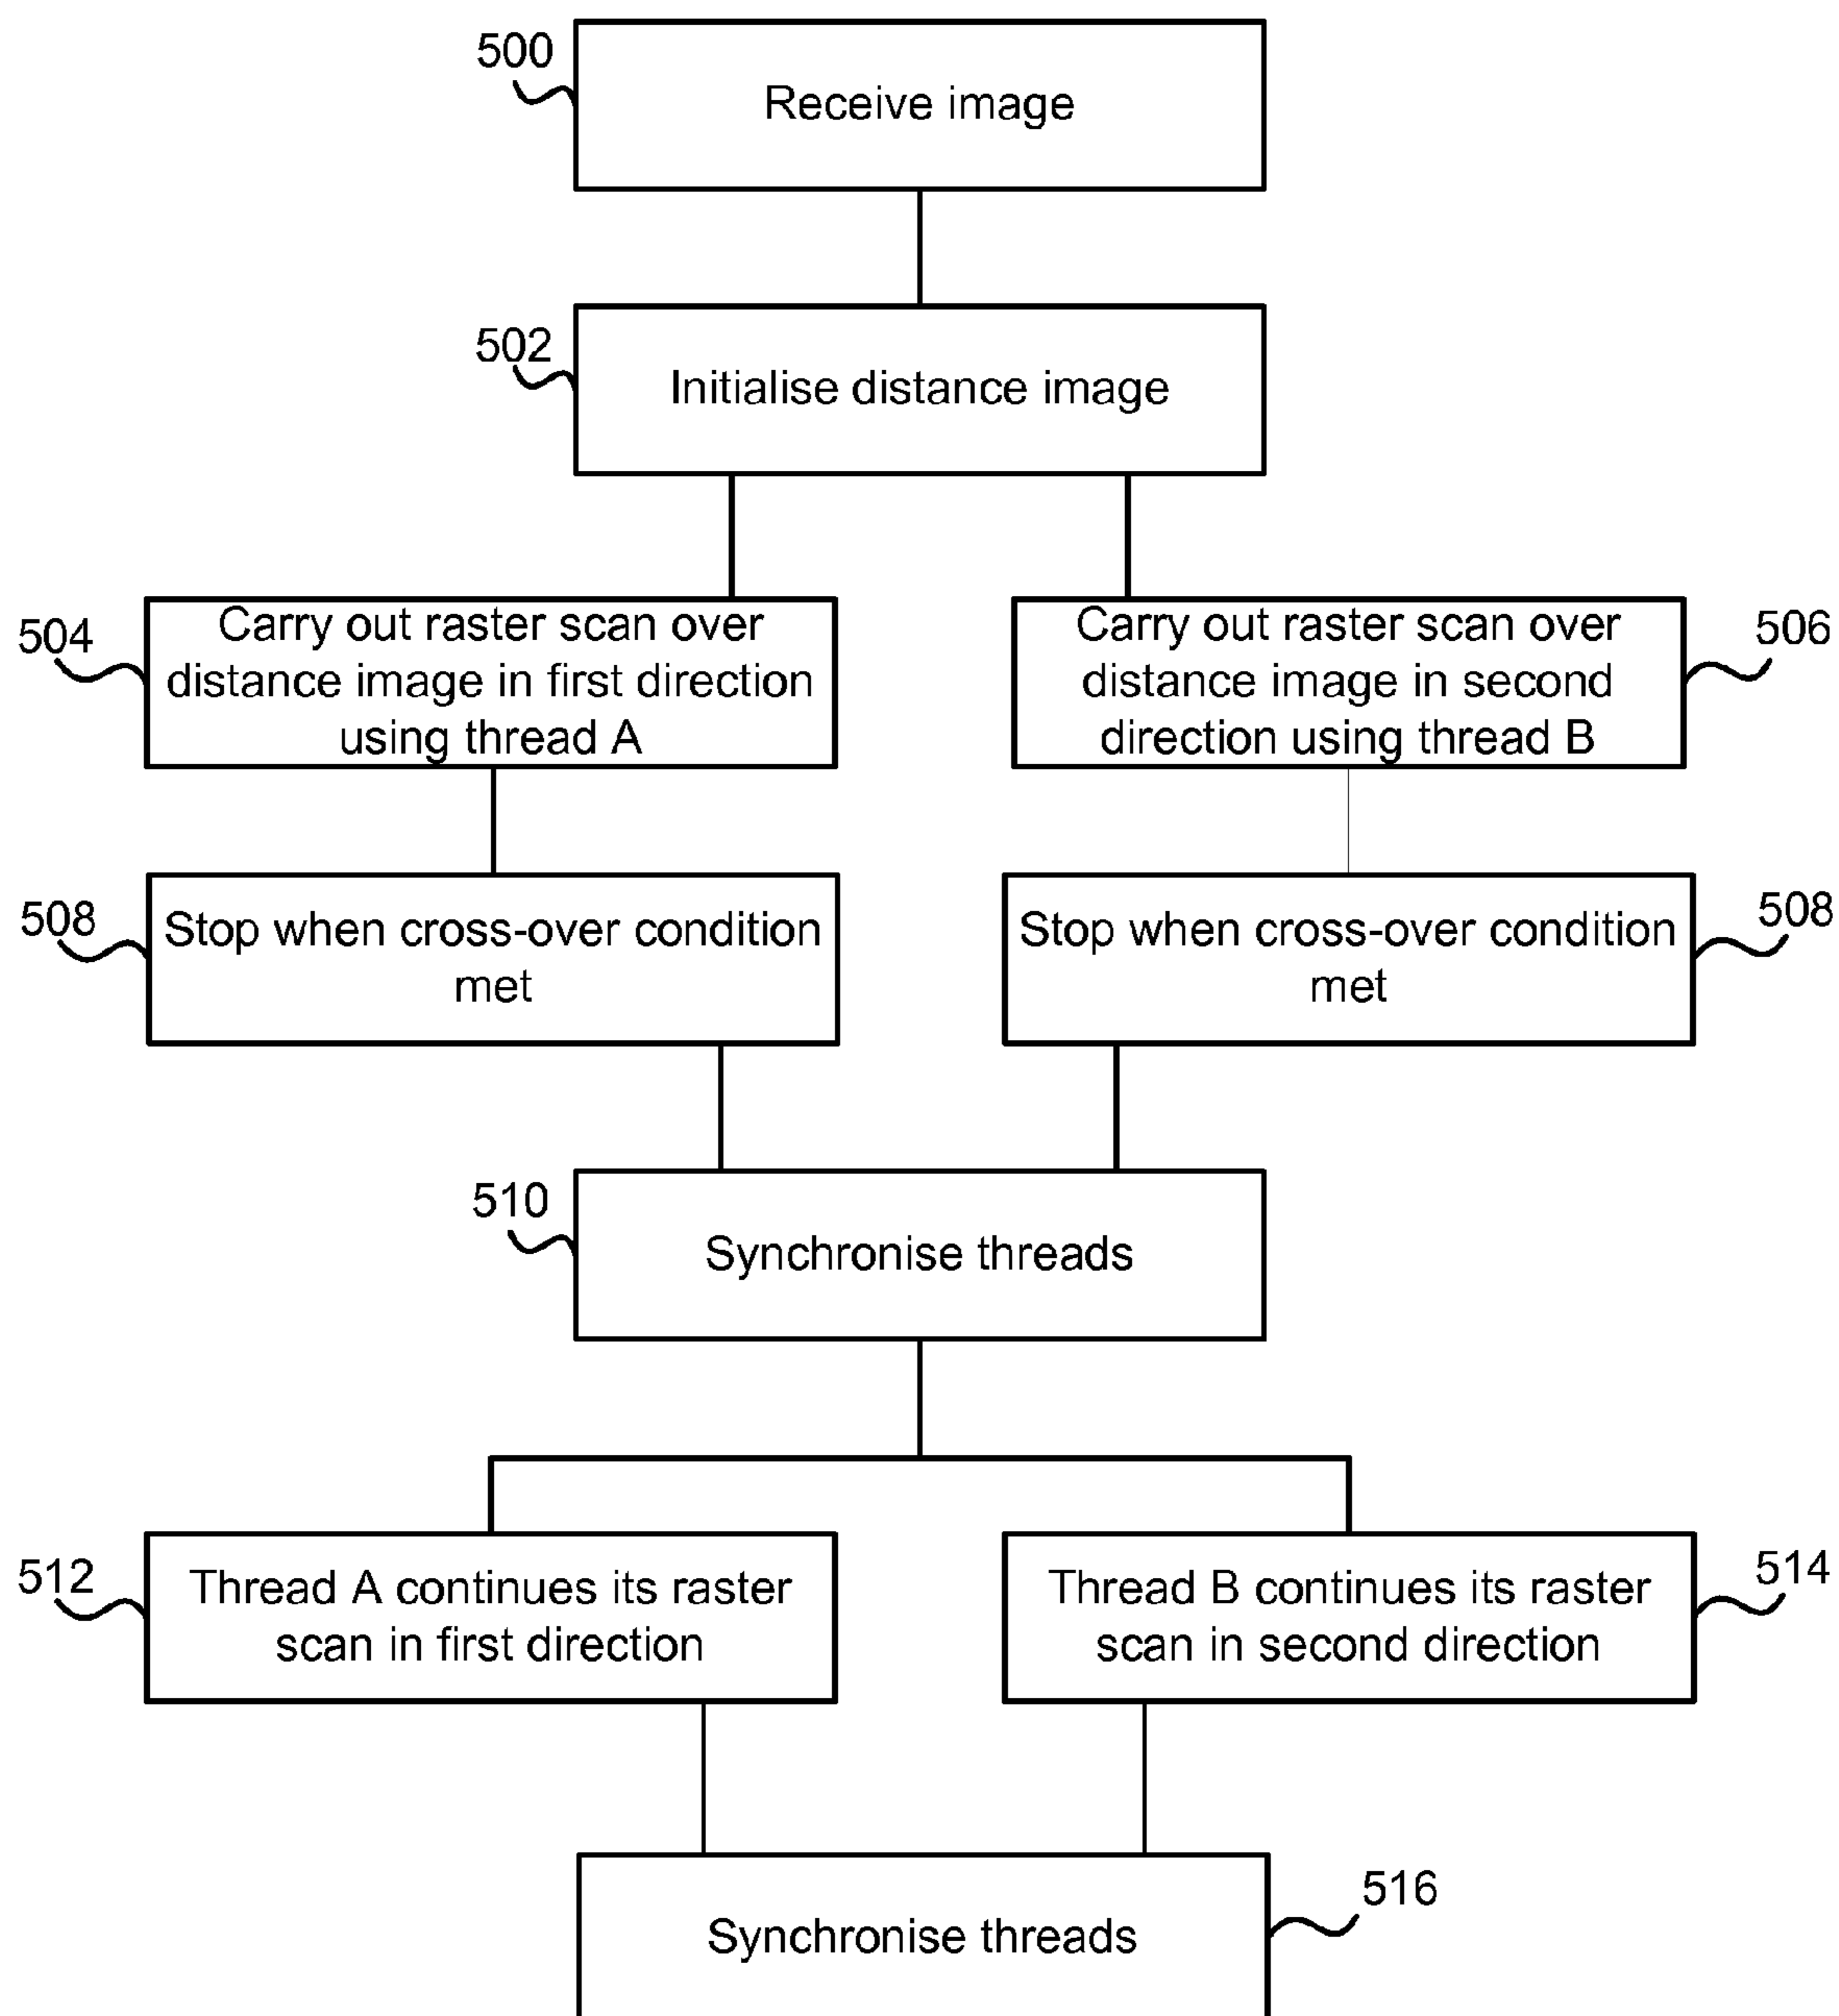 500
Receive image
502
Initialise distance image
504
Carry out raster scan over
distance image in first direction
using thread A
Carry out raster scan over
distance image in second
direction using thread B
506
508
Stop when cross-over condition
met
Stop when cross-over condition
met
508
510
Synchronise threads
512
Thread A continues its raster
scan in first direction
Thread B continues its raster
scan in second direction
514
516
Synchronise threads